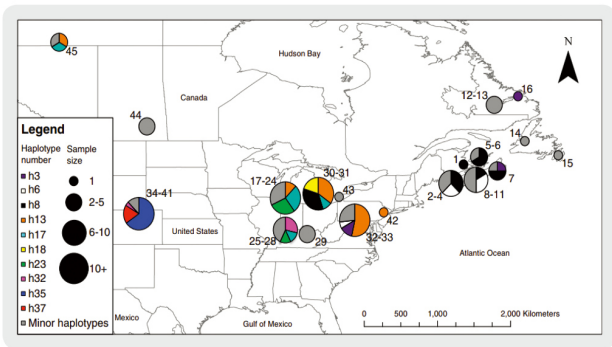 45
Hudson Bay
N
Canada
44
12-13
16
14
15
5-6
1
7
2-4
8-11
Legend
Haplotype number
Sample size
h3
h6
h8
h13
h17
h18
h23
h32
h35
h37
Minor haplotypes
1
2-5
6-10
10+
34-41
17-24
30-31
43
42
32-33
25-28
29
United States
Atlantic Ocean
Mexico
Gulf of Mexico
0 500 1,000 2,000 Kilometers